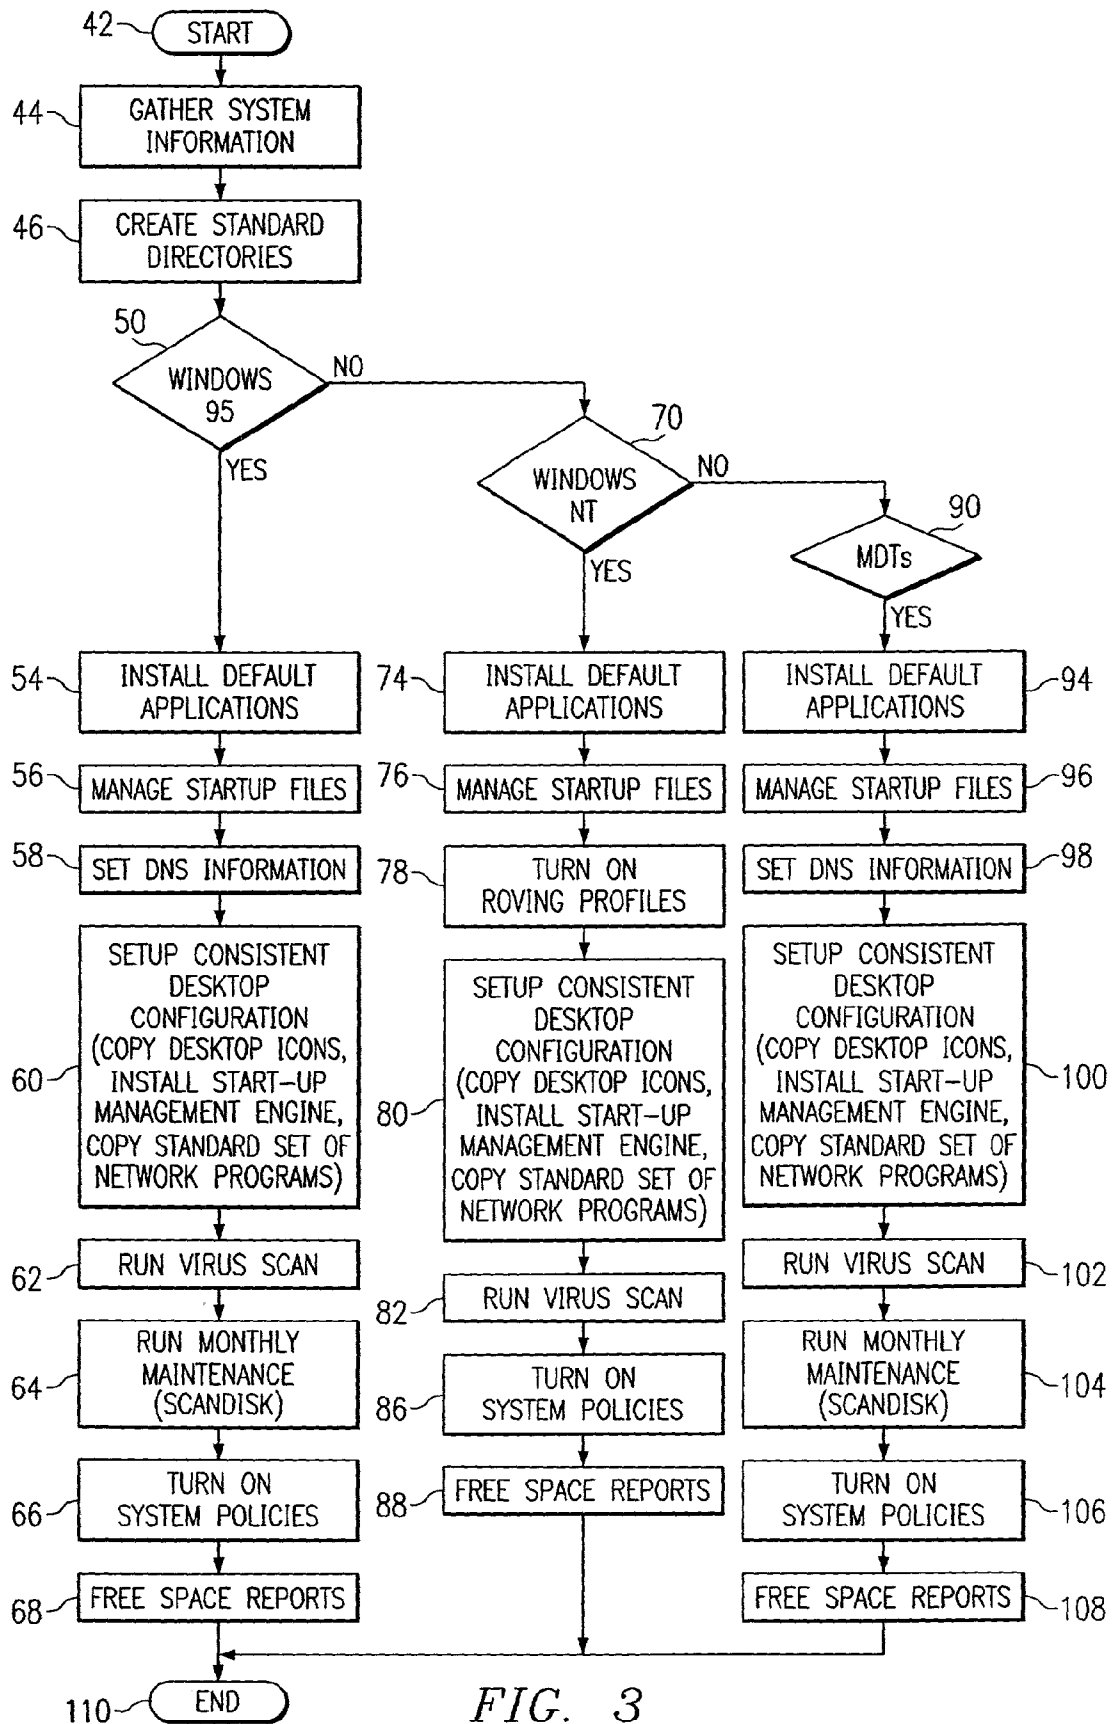 42
START
44
GATHER SYSTEM
INFORMATION
46
CREATE STANDARD
DIRECTORIES
50
WINDOWS
95
NO
YES
70
WINDOWS
NT
NO
YES
90
MDTs
YES
54
INSTALL DEFAULT
APPLICATIONS
56
MANAGE STARTUP FILES
58
SET DNS INFORMATION
60
SETUP CONSISTENT
DESKTOP
CONFIGURATION
(COPY DESKTOP ICONS,
INSTALL START-UP
MANAGEMENT ENGINE,
COPY STANDARD SET OF
NETWORK PROGRAMS)
62
RUN VIRUS SCAN
64
RUN MONTHLY
MAINTENANCE
(SCANDISK)
66
TURN ON
SYSTEM POLICIES
68
FREE SPACE REPORTS
74
INSTALL DEFAULT
APPLICATIONS
76
MANAGE STARTUP FILES
78
TURN ON
ROVING PROFILES
80
SETUP CONSISTENT
DESKTOP
CONFIGURATION
(COPY DESKTOP ICONS,
INSTALL START-UP
MANAGEMENT ENGINE,
COPY STANDARD SET OF
NETWORK PROGRAMS)
82
RUN VIRUS SCAN
86
TURN ON
SYSTEM POLICIES
88
FREE SPACE REPORTS
94
INSTALL DEFAULT
APPLICATIONS
96
MANAGE STARTUP FILES
98
SET DNS INFORMATION
100
SETUP CONSISTENT
DESKTOP
CONFIGURATION
(COPY DESKTOP ICONS,
INSTALL START-UP
MANAGEMENT ENGINE,
COPY STANDARD SET OF
NETWORK PROGRAMS)
102
RUN VIRUS SCAN
104
RUN MONTHLY
MAINTENANCE
(SCANDISK)
106
TURN ON
SYSTEM POLICIES
108
FREE SPACE REPORTS
110
END
FIG. 3